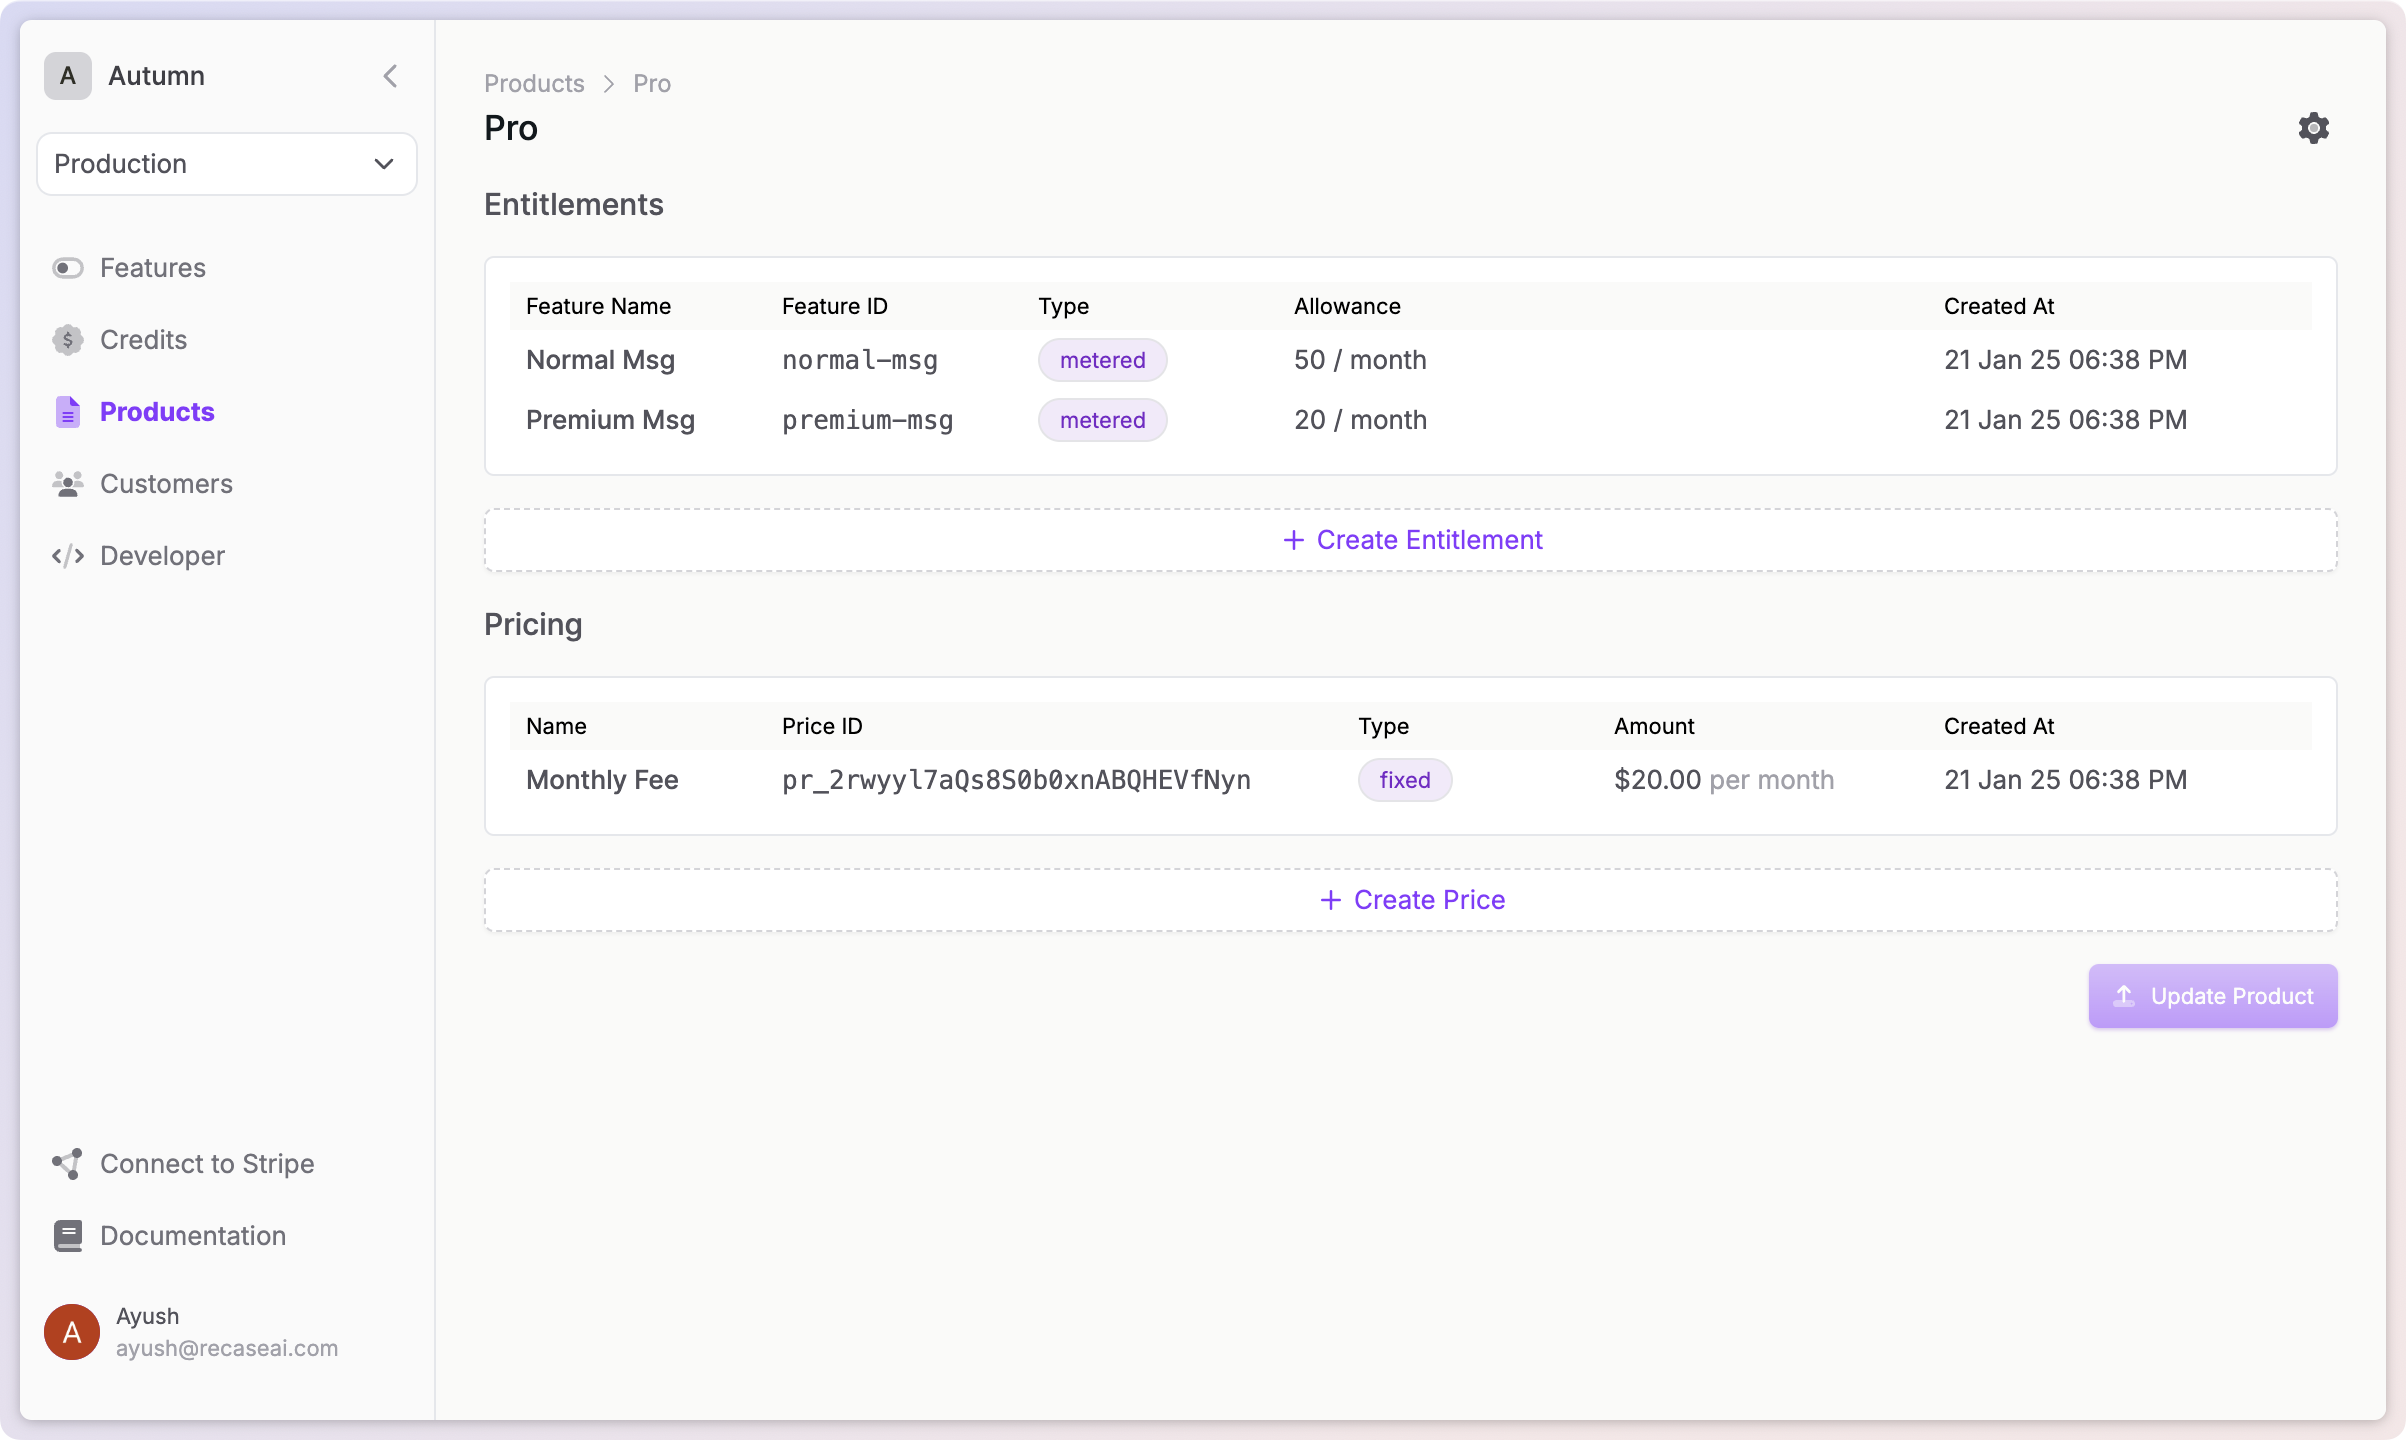 A Autumn
Production
Features
Credits
Products
Customers
Developer
Connect to Stripe
Documentation
A
Ayush
ayush@recaseai.com
Products > Pro
Pro
Entitlements
Feature Name Feature ID Type Allowance Created At
Normal Msg normal-msg metered 50 / month 21 Jan 25 06:38 PM
Premium Msg premium-msg metered 20 / month 21 Jan 25 06:38 PM
+ Create Entitlement
Pricing
Name Price ID Type Amount Created At
Monthly Fee pr_2rwyyl7aQs8S0b0xnABQHEVfNyn fixed $20.00 per month 21 Jan 25 06:38 PM
+ Create Price
Update Product